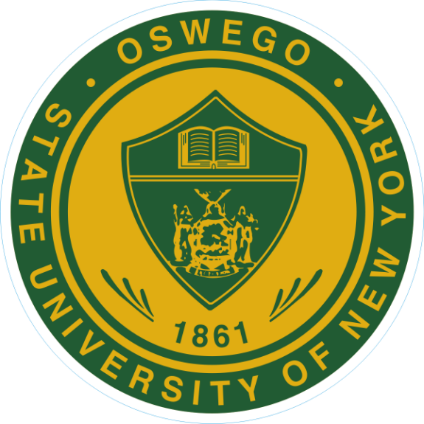 OSWEGO
STATE UNIVERSITY OF NEW YORK
1861